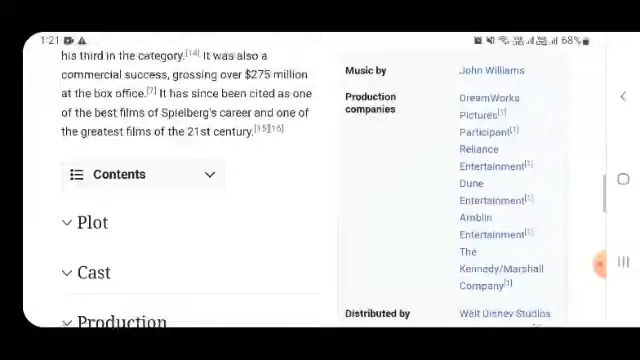 1:21
68%
his third in the category.[14] It was also a
commercial success, grossing over $275 million
at the box office.[7] It has since been cited as one
of the best films of Spielberg's career and one of
the greatest films of the 21st century.[15][16]
Contents
Plot
Cast
Production
Music by John Williams
Production DreamWorks
companies Pictures[1]
Participant[1]
Reliance
Entertainment[1]
Dune
Entertainment[1]
Amblin
Entertainment[1]
The
Kennedy/Marshall
Company[1]
Distributed by Walt Disney Studios